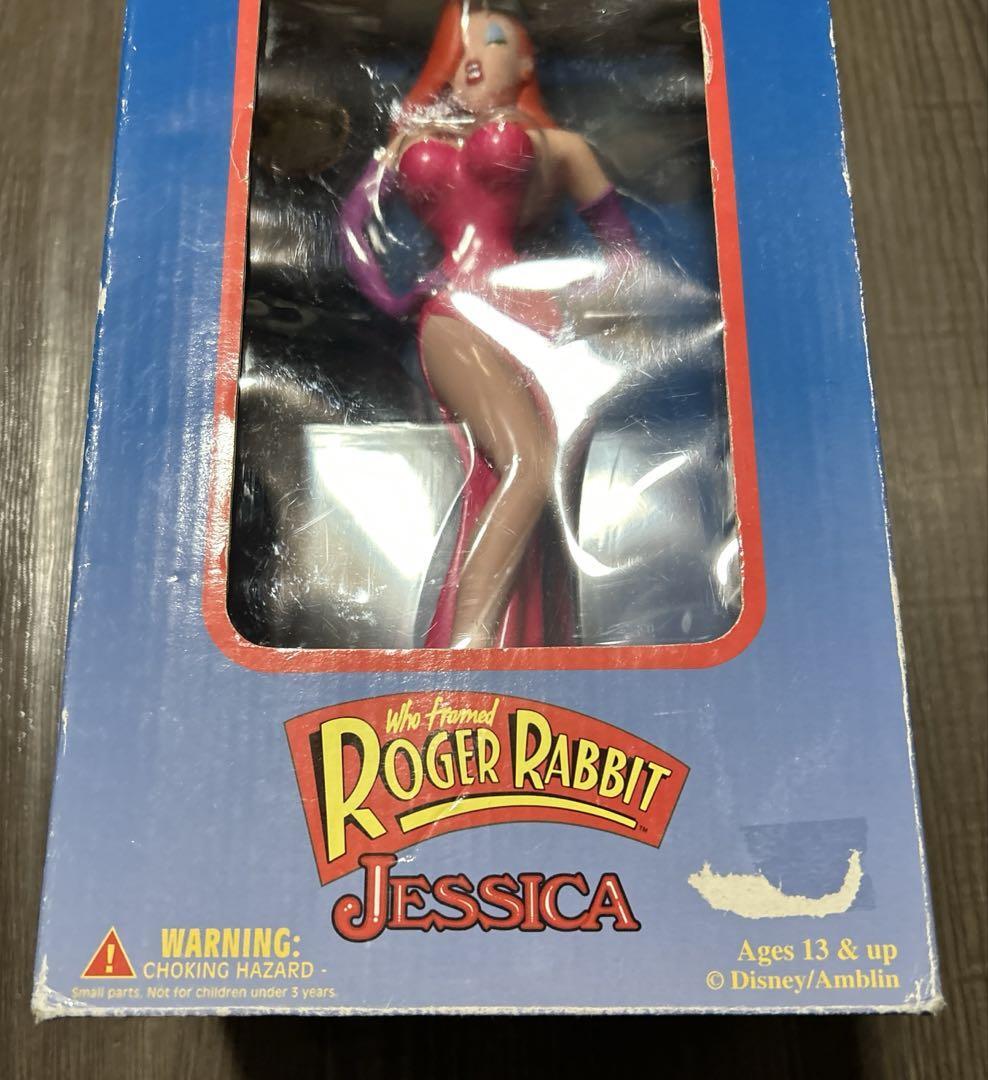 Who framed
ROGER RABBIT™
JESSICA
WARNING:
CHOKING HAZARD -
Small parts. Not for children under 3 years.
Ages 13 & up
© Disney/Amblin